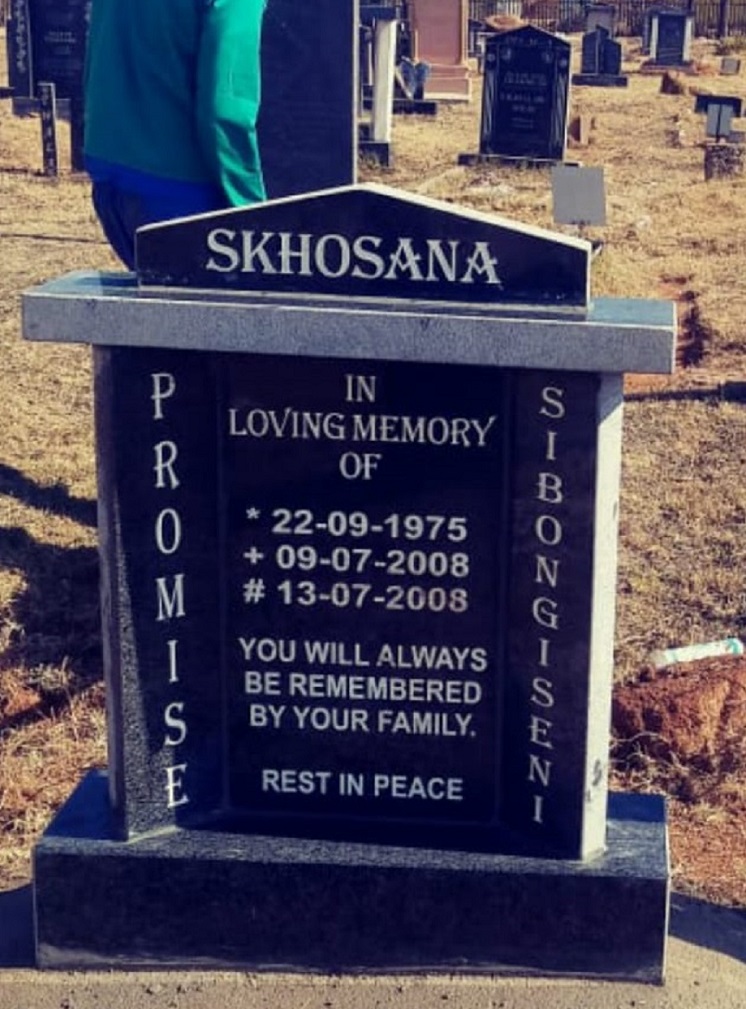 SKHOSANA
PROMISE
IN
LOVING MEMORY
OF
* 22-09-1975
+ 09-07-2008
# 13-07-2008
YOU WILL ALWAYS
BE REMEMBERED
BY YOUR FAMILY.
REST IN PEACE
SIBONGISENI